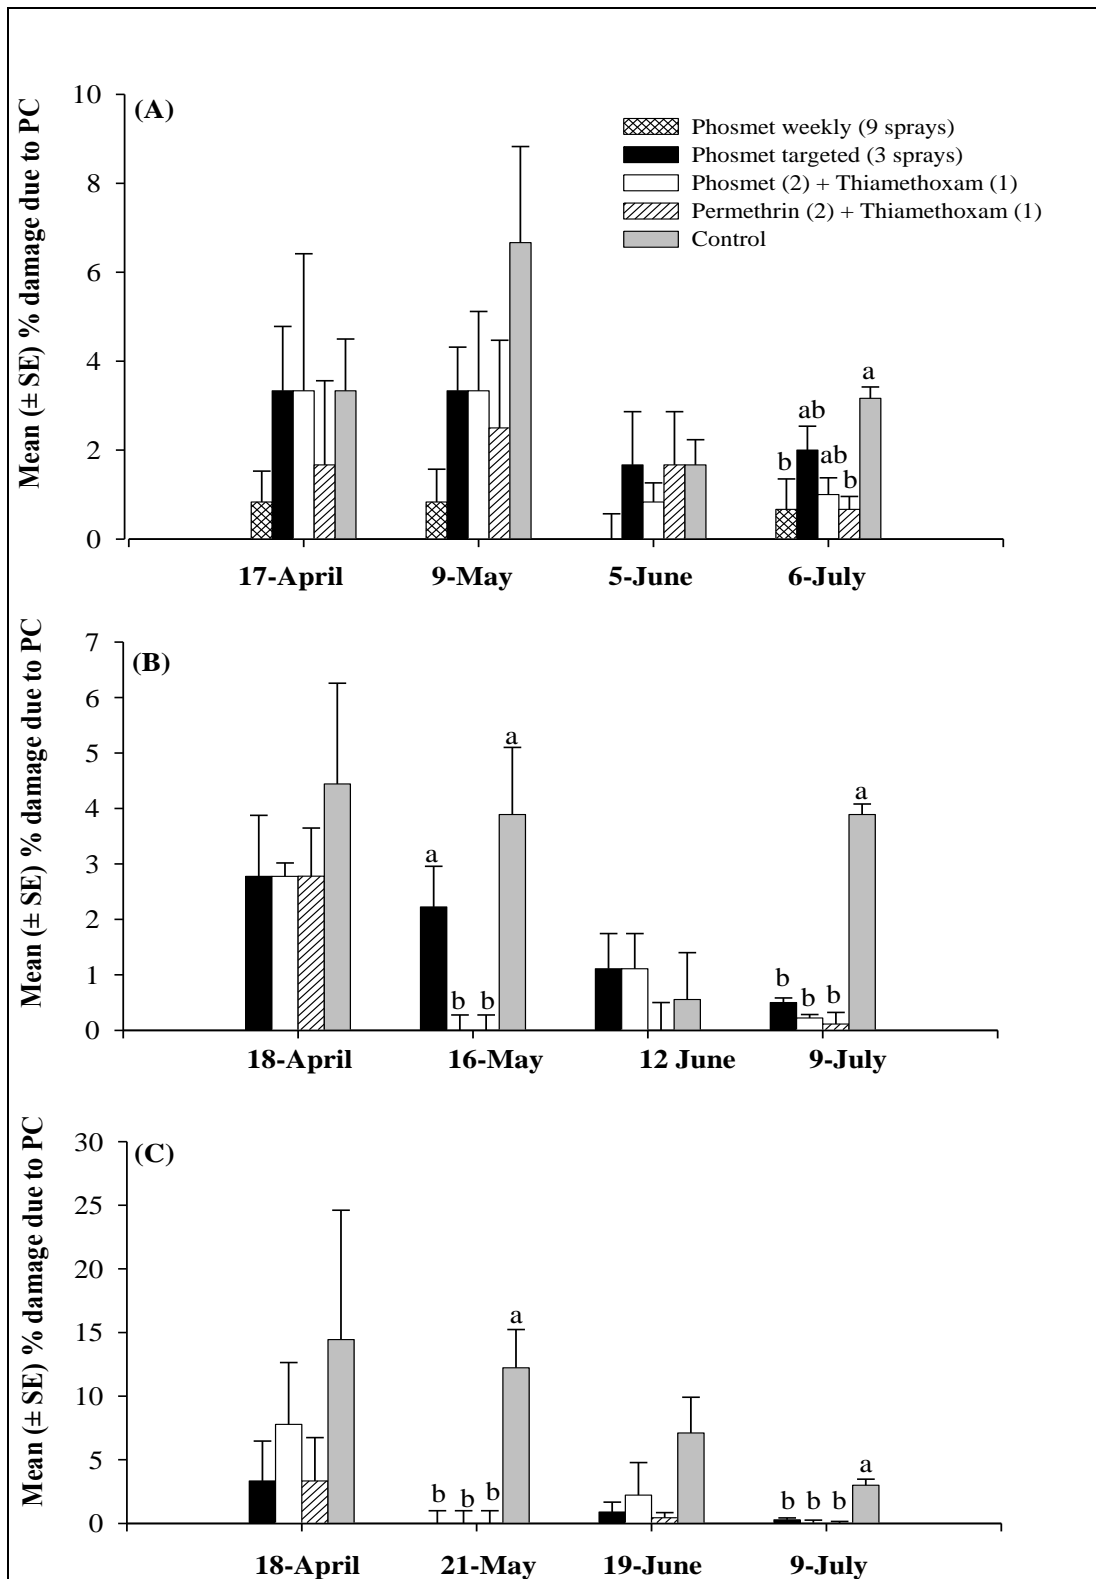 Mean (± SE) % damage due to PC
(A)
10
8
6
4
2
0
Phosmet weekly (9 sprays)
Phosmet targeted (3 sprays)
Phosmet (2) + Thiamethoxam (1)
Permethrin (2) + Thiamethoxam (1)
Control
b
ab
ab
b
a
17-April
9-May
5-June
6-July
Mean (± SE) % damage due to PC
(B)
7
6
5
4
3
2
1
0
a
b
b
a
b
b
b
a
18-April
16-May
12 June
9-July
Mean (± SE) % damage due to PC
(C)
30
25
20
15
10
5
0
b
b
b
a
b
b
b
a
18-April
21-May
19-June
9-July